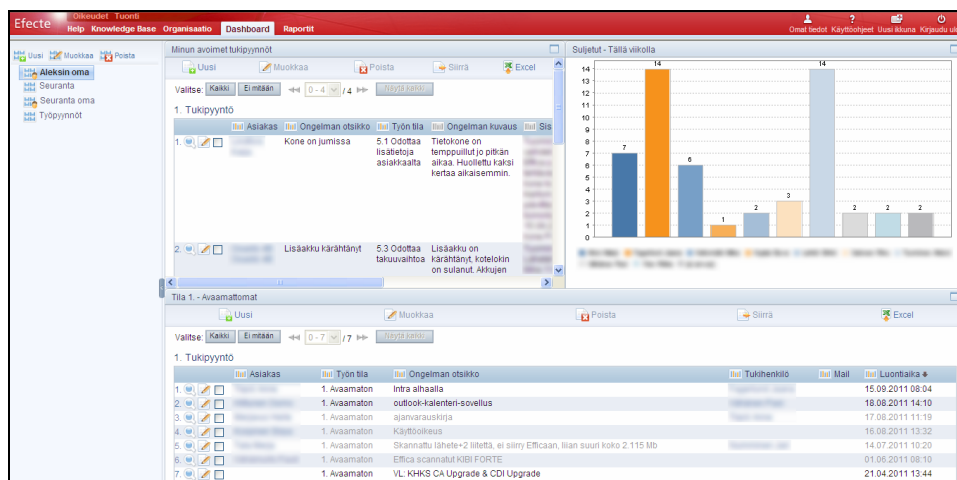 Efecte
Oikeudet Tuonti
Help Knowledge Base Organisaatio Dashboard Raportit
Omat tiedot Käyttöohjeet Uusi ikkuna Kirjaudu ulos
Uusi Muokkaa Poista
Aleksin oma
Seuranta
Seuranta oma
Työpyynnöt
Minun avoimet tukipyynnöt
Uusi Muokkaa Poista Siirrä Excel
Valitse: Kaikki Ei mitään 0 - 4 / 4 Näytä kaikki
1. Tukipyyntö
Asiakas Ongelman otsikko Työn tila Ongelman kuvaus Sis
1. Kone on jumissa 5.1 Odottaa lisätietoja asiakkaalta Tietokone on temppuillut jo pitkän aikaa. Huollettu kaksi kertaa aikaisemmin.
2. Lisäakku kärähtänyt 5.3 Odottaa takuuvaihtoa Lisäakku on kärähtänyt, kotelokin on sulanut. Akkujen
Suljetut - Tällä viikolla
14
13
12
11
10
9
8
7
6
5
4
3
2
1
0
7 14 6 1 2 3 14 2 2 2
Tila 1. - Avaamattomat
Uusi Muokkaa Poista Siirrä Excel
Valitse: Kaikki Ei mitään 0 - 7 / 7 Näytä kaikki
1. Tukipyyntö
Asiakas Työn tila Ongelman otsikko Tukihenkilö Mail Luontiaika
1. 1. Avaamaton Intra alhaalla 15.09.2011 08:04
2. 1. Avaamaton outlook-kalenteri-sovellus 18.08.2011 14:10
3. 1. Avaamaton ajanvarauskirja 17.08.2011 11:19
4. 1. Avaamaton Käyttöoikeus 16.08.2011 13:32
5. 1. Avaamaton Skannattu lähete+2 liitettä, ei siirry Efficaan, liian suuri koko 2.115 Mb 14.07.2011 10:20
6. 1. Avaamaton Effica scannatut KIBI FORTE 01.06.2011 08:10
7. 1. Avaamaton VL: KHKS CA Upgrade & CDI Upgrade 21.04.2011 13:44